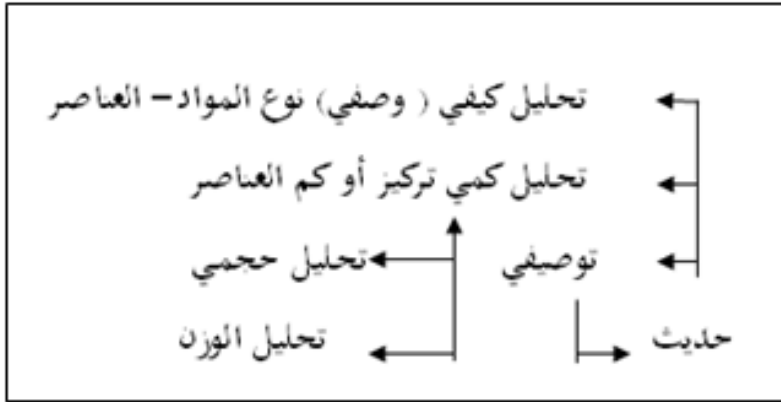 تحليل كيفي ( وصفي) نوع المواد– العناصر
تحليل كمي تركيز أو كم العناصر
توصيفي تحليل حجمي
حديث تحليل الوزن